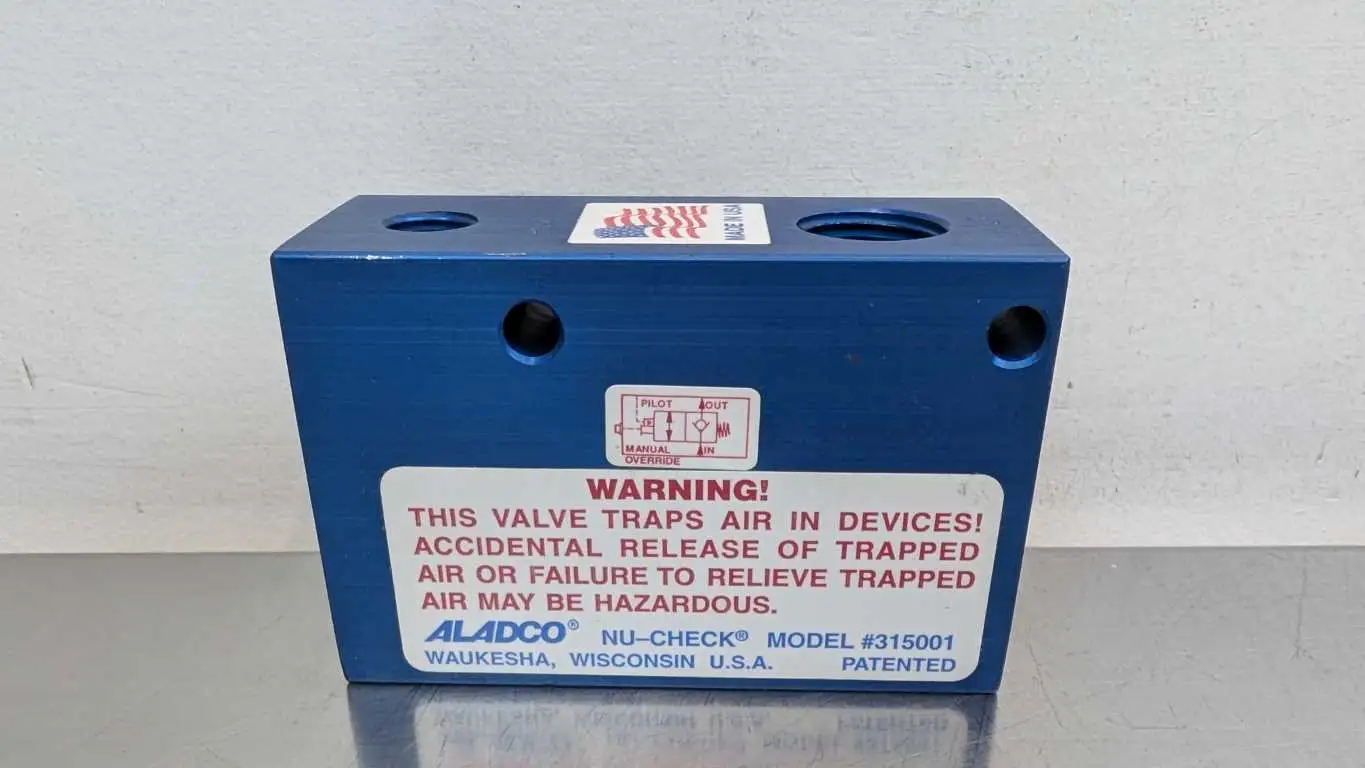 MADE IN USA
PILOT OUT
MANUAL IN
OVERRIDE
WARNING!
THIS VALVE TRAPS AIR IN DEVICES!
ACCIDENTAL RELEASE OF TRAPPED
AIR OR FAILURE TO RELIEVE TRAPPED
AIR MAY BE HAZARDOUS.
ALADCO® NU–CHECK® MODEL #315001
WAUKESHA, WISCONSIN U.S.A. PATENTED